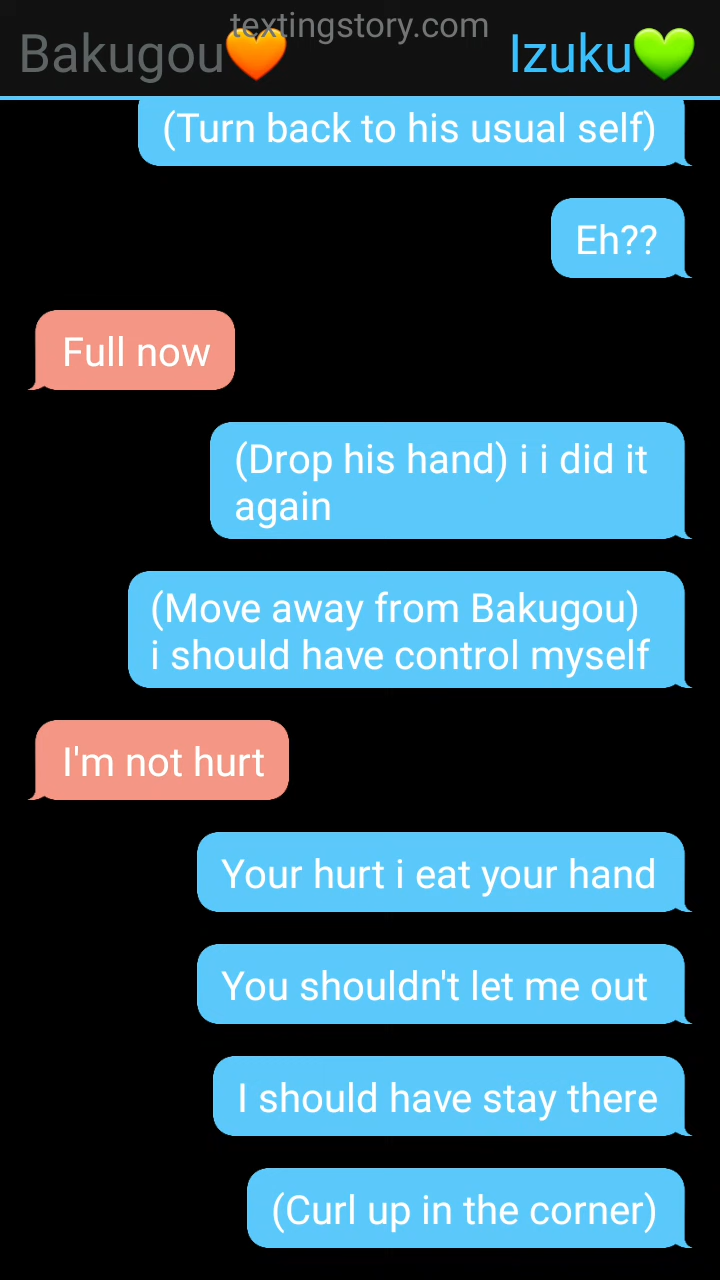 textingstory.com
Bakugou🧡
Izuku💚
(Turn back to his usual self)
Eh??
Full now
(Drop his hand) i i did it
again
(Move away from Bakugou)
i should have control myself
I'm not hurt
Your hurt i eat your hand
You shouldn't let me out
I should have stay there
(Curl up in the corner)